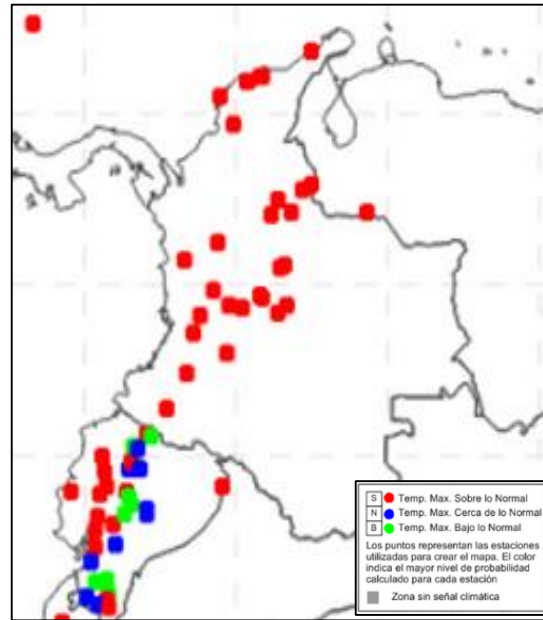 S Temp. Max. Sobre lo Normal
N Temp. Max. Cerca de lo Normal
B Temp. Max. Bajo lo Normal
Los puntos representan las estaciones
utilizadas para crear el mapa. El color
indica el mayor nivel de probabilidad
calculado para cada estación
Zona sin señal climática